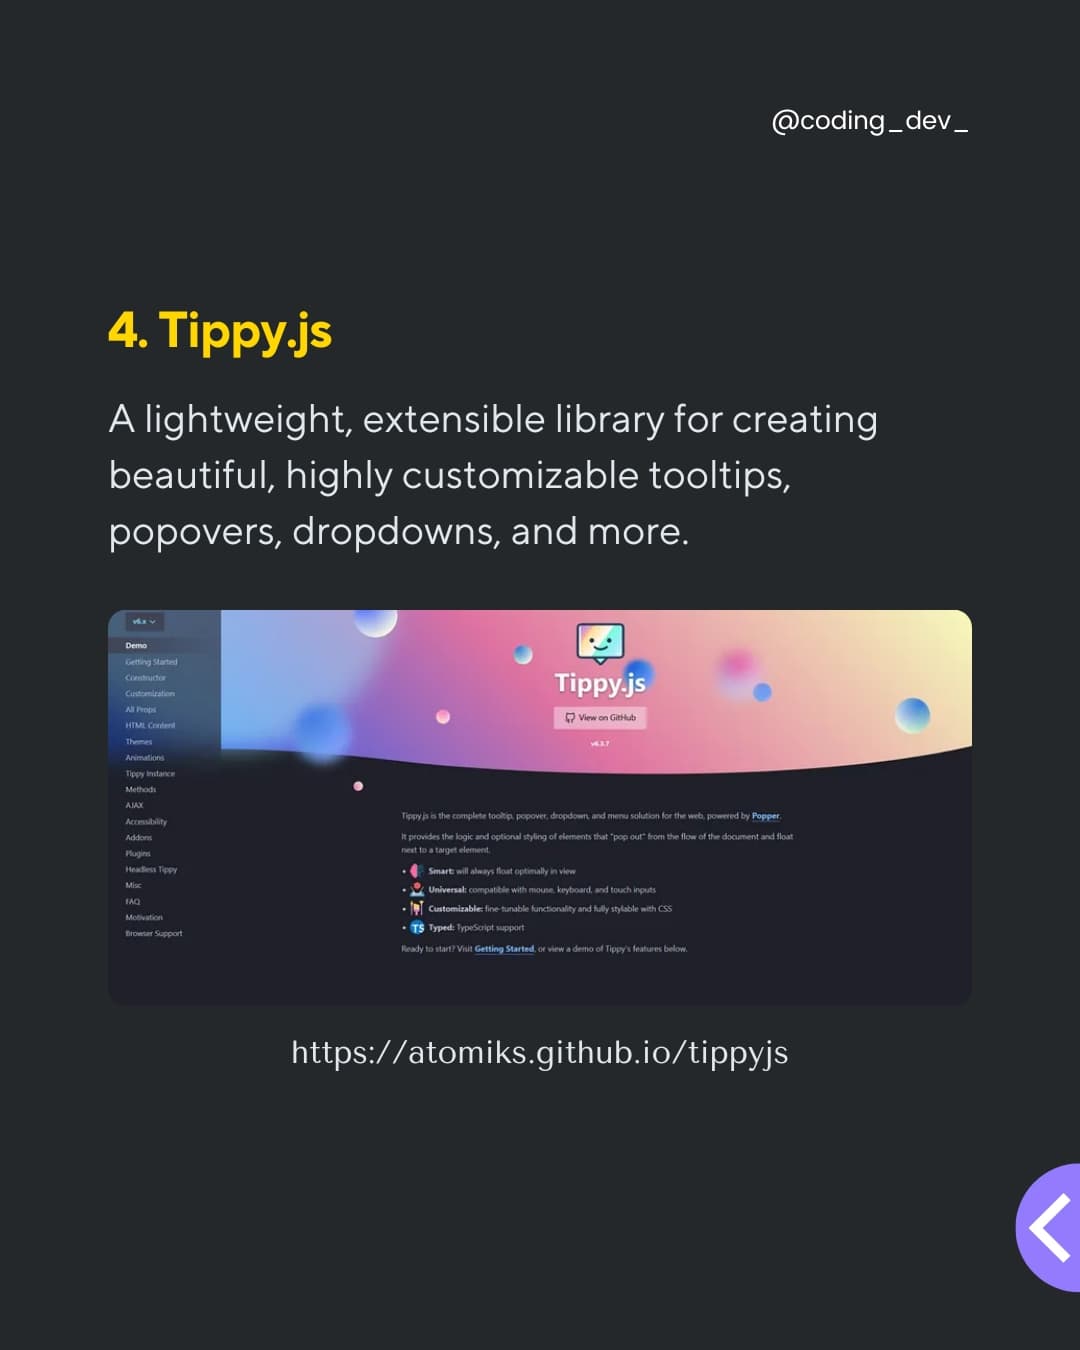 @coding_dev_
4. Tippy.js
A lightweight, extensible library for creating
beautiful, highly customizable tooltips,
popovers, dropdowns, and more.
v6.x
Demo
Getting Started
Constructor
Customization
All Props
HTML Content
Themes
Animations
Tippy Instance
Methods
AJAX
Accessibility
Addons
Plugins
Headless Tippy
Misc
FAQ
Motivation
Browser Support
Tippy.js
View on GitHub
v6.3.7
Tippy.js is the complete tooltip, popover, dropdown, and menu solution for the web, powered by Popper.
It provides the logic and optional styling of elements that "pop out" from the flow of the document and float
next to a target element.
• Smart: will always float optimally in view
• Universal: compatible with mouse, keyboard, and touch inputs
• Customizable: fine-tunable functionality and fully stylable with CSS
• TS Typed: TypeScript support
Ready to start? Visit Getting Started, or view a demo of Tippy's features below.
https://atomiks.github.io/tippyjs